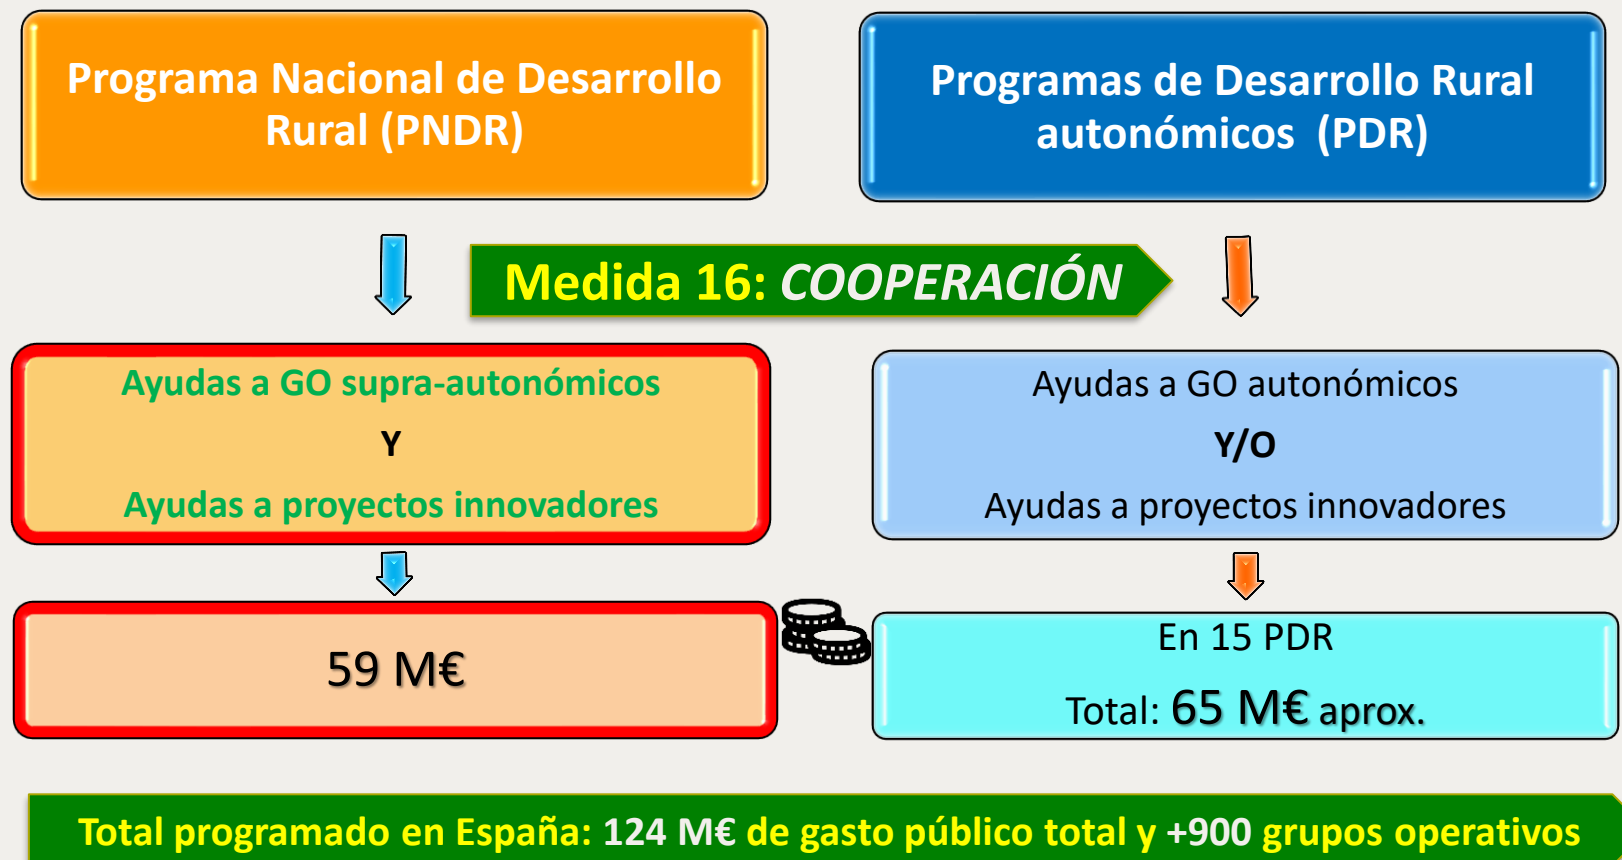 Programa Nacional de Desarrollo
Rural (PNDR)
Programas de Desarrollo Rural
autonómicos (PDR)
Medida 16: COOPERACIÓN
Ayudas a GO supra-autonómicos
Y
Ayudas a proyectos innovadores
Ayudas a GO autonómicos
Y/O
Ayudas a proyectos innovadores
59 M€
En 15 PDR
Total: 65 M€ aprox.
Total programado en España: 124 M€ de gasto público total y +900 grupos operativos